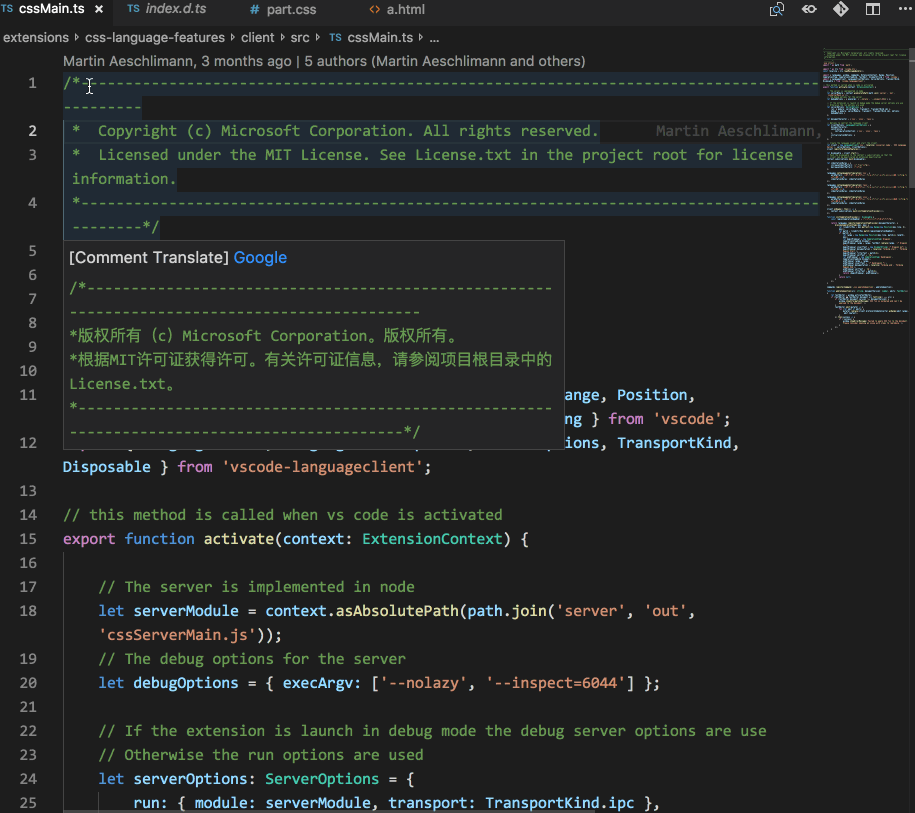 TS cssMain.ts × TS index.d.ts # part.css <> a.html
extensions › css-language-features › client › src › TS cssMain.ts › ...
Martin Aeschlimann, 3 months ago | 5 authors (Martin Aeschlimann and others)
1 /*---------------------------------------------------------------------------------------------
2 *  Copyright (c) Microsoft Corporation. All rights reserved. Martin Aeschlimann,
3 *  Licensed under the MIT License. See License.txt in the project root for license
information.
4 *--------------------------------------------------------------------------------------------*/
5
[Comment Translate] Google
6
/*---------------------------------------------------------------------------------------------
7
8
*版权所有（c）Microsoft Corporation。版权所有。
9
*根据MIT许可证获得许可。有关许可证信息，请参阅项目根目录中的
10
License.txt。
11 ange, Position,
*--------------------------------------------------------------------------------------------*/
ng } from 'vscode';
12 ions, TransportKind,
Disposable } from 'vscode-languageclient';
13
14 // this method is called when vs code is activated
15 export function activate(context: ExtensionContext) {
16
17 // The server is implemented in node
18 let serverModule = context.asAbsolutePath(path.join('server', 'out',
'cssServerMain.js'));
19 // The debug options for the server
20 let debugOptions = { execArgv: ['--nolazy', '--inspect=6044'] };
21
22 // If the extension is launch in debug mode the debug server options are use
23 // Otherwise the run options are used
24 let serverOptions: ServerOptions = {
25 run: { module: serverModule, transport: TransportKind.ipc },